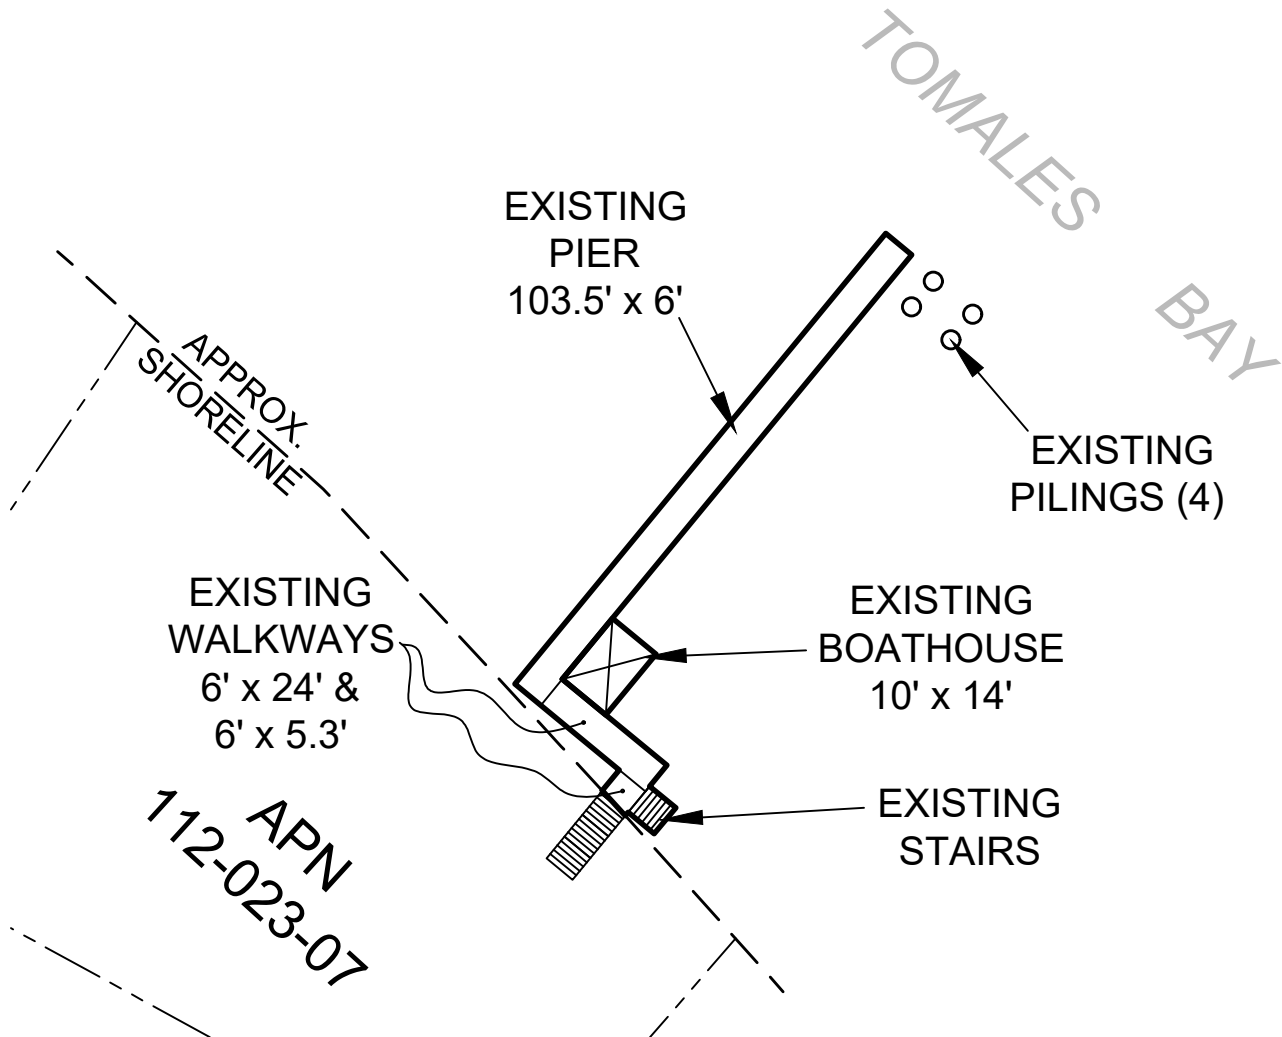 TOMALES
BAY
EXISTING
PIER
103.5' x 6'
APPROX.
SHORELINE
EXISTING
PILINGS (4)
EXISTING
WALKWAYS
6' x 24' &
6' x 5.3'
EXISTING
BOATHOUSE
10' x 14'
EXISTING
STAIRS
APN
112-023-07